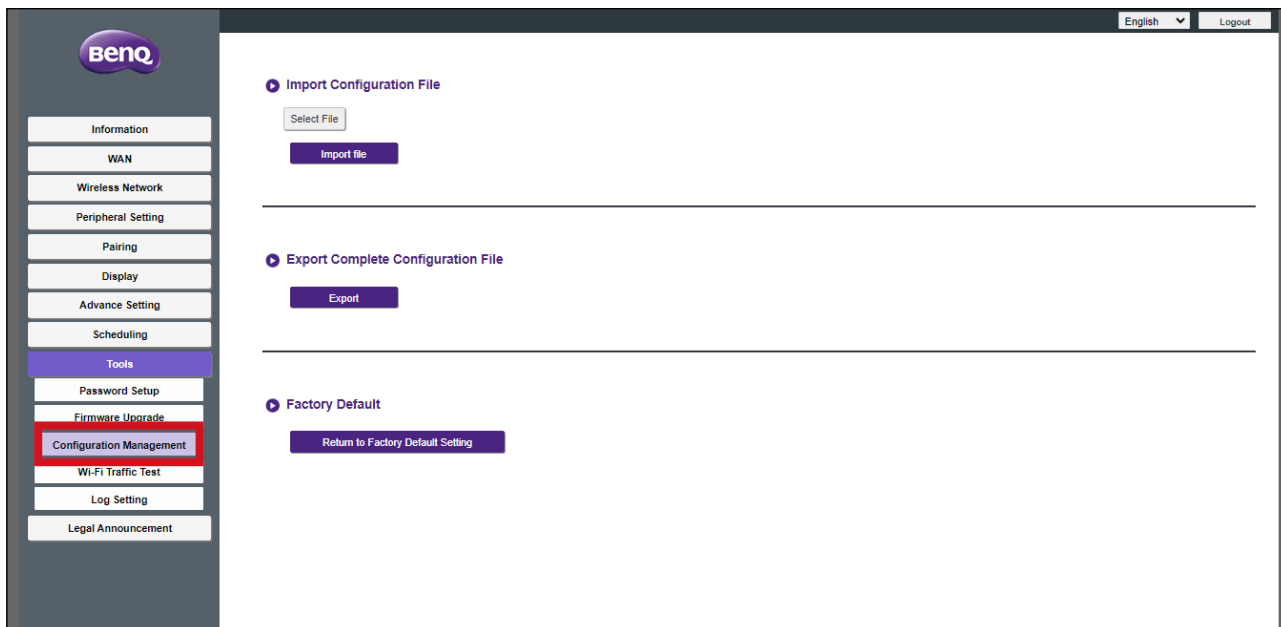 English
Logout
BenQ
Import Configuration File
Select File
Information
Import file
WAN
Wireless Network
Peripheral Setting
Pairing
Export Complete Configuration File
Display
Export
Advance Setting
Scheduling
Tools
Password Setup
Factory Default
Firmware Upgrade
Configuration Management
Return to Factory Default Setting
Wi-Fi Traffic Test
Log Setting
Legal Announcement